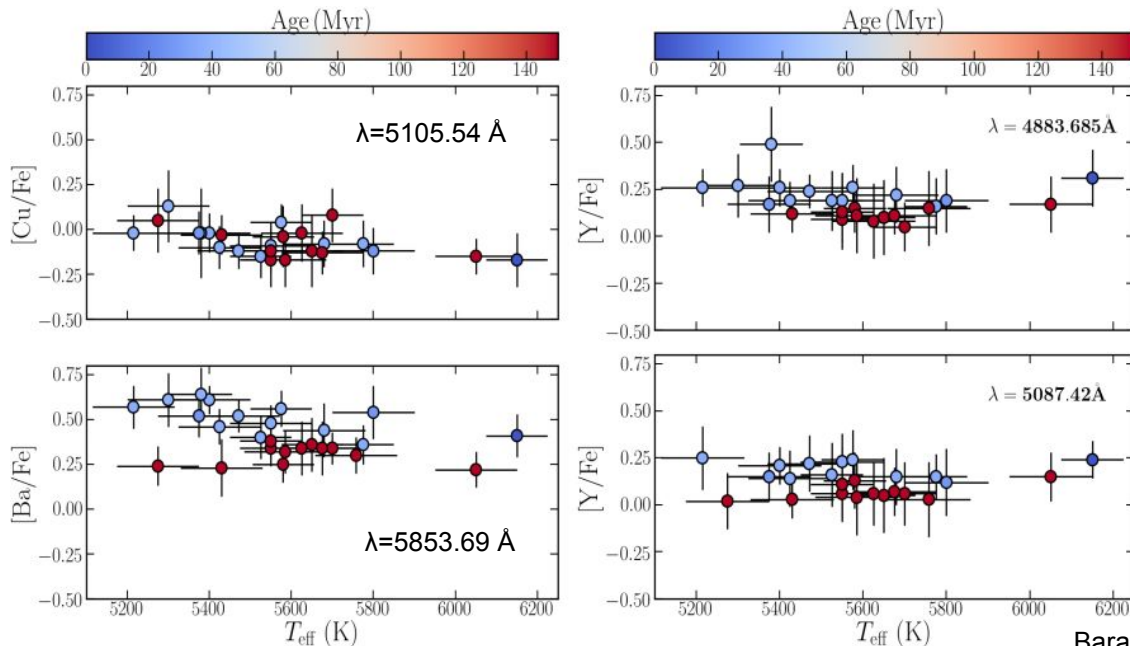 Age (Myr)
0 20 40 60 80 100 120 140
0.75
0.50
0.25
0.00
−0.25
−0.50
[Cu/Fe]
λ=5105.54 Å
0.75
0.50
0.25
0.00
−0.25
−0.50
[Ba/Fe]
λ=5853.69 Å
5200 5400 5600 5800 6000 6200
Teff (K)
Age (Myr)
0 20 40 60 80 100 120 140
0.75
0.50
0.25
0.00
−0.25
−0.50
[Y/Fe]
λ = 4883.685Å
0.75
0.50
0.25
0.00
−0.25
−0.50
[Y/Fe]
λ = 5087.42Å
5200 5400 5600 5800 6000 6200
Teff (K)
Bara